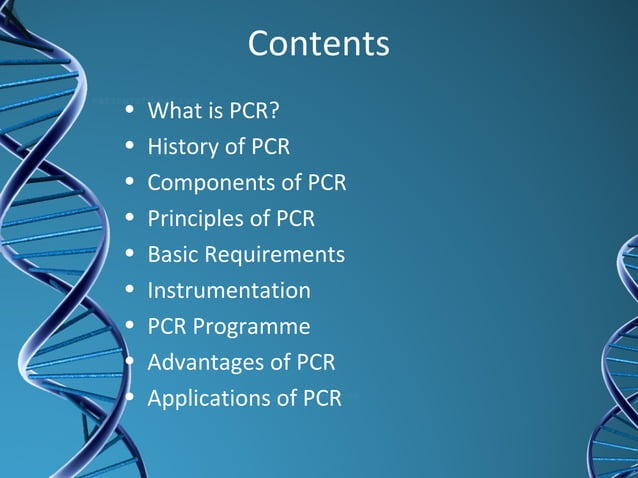 Contents
• What is PCR?
• History of PCR
• Components of PCR
• Principles of PCR
• Basic Requirements
• Instrumentation
• PCR Programme
• Advantages of PCR
• Applications of PCR